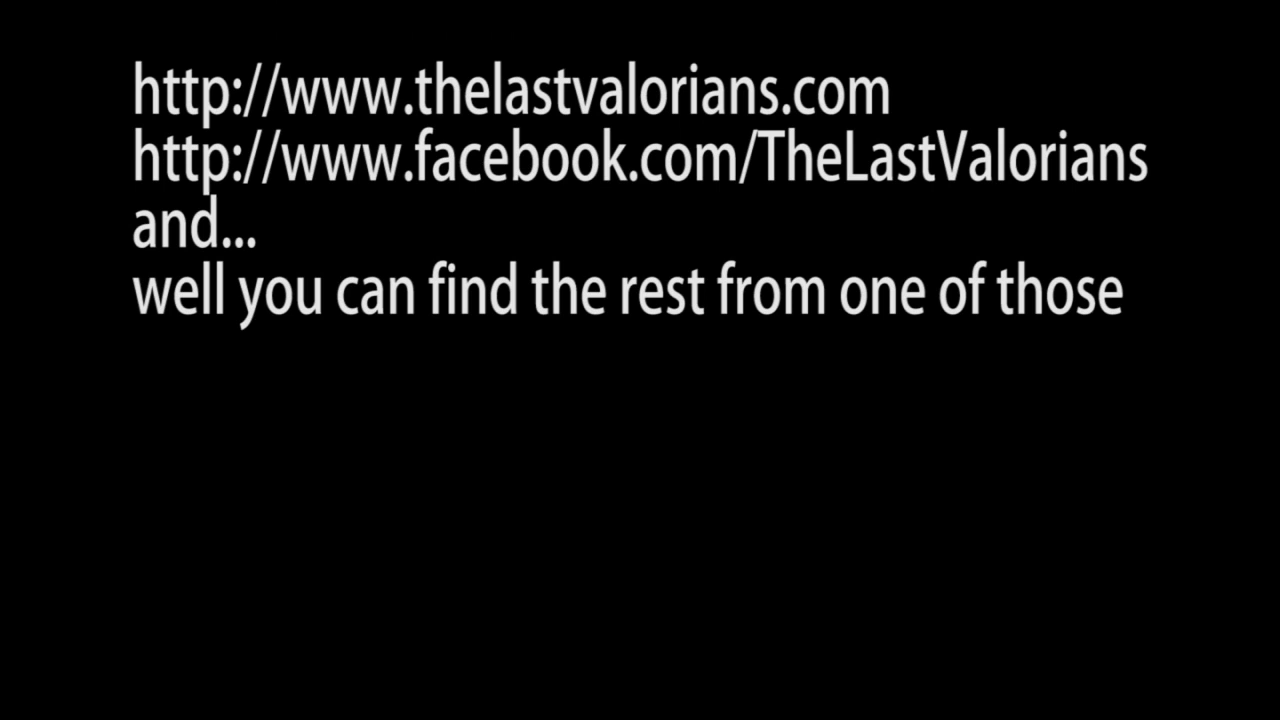 http://www.thelastvalorians.com
http://www.facebook.com/TheLastValorians
and...
well you can find the rest from one of those